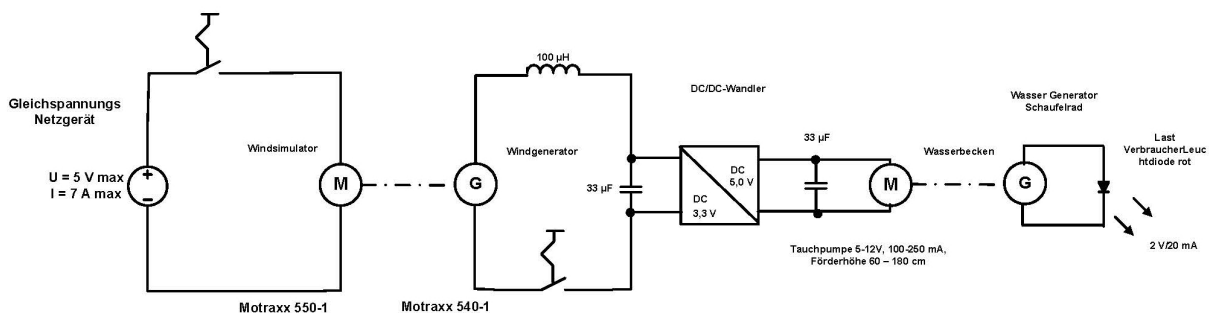 Gleichspannungs
Netzgerät
U = 5 V max
I = 7 A max
+
–
Windsimulator
M
Motraxx 550-1
G
100 µH
Windgenerator
33 µF
Motraxx 540-1
DC/DC-Wandler
DC
5,0 V
DC
3,3 V
33 µF
M
Wasserbecken
Tauchpumpe 5-12V, 100-250 mA,
Förderhöhe 60 – 180 cm
Wasser Generator
Schaufelrad
G
Last
VerbraucherLeuc
htdiode rot
2 V/20 mA